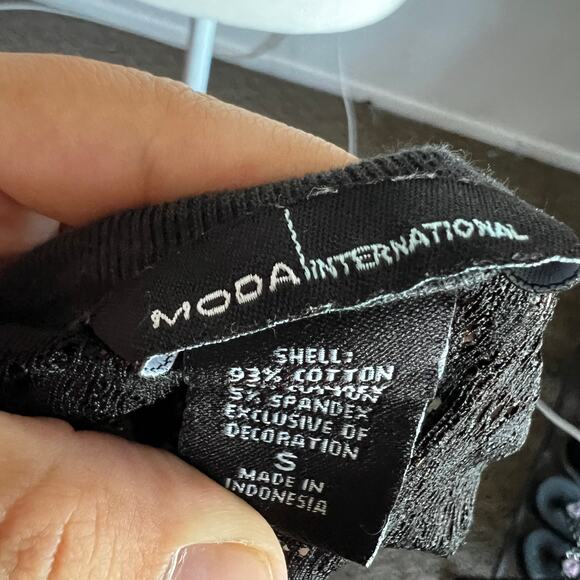 MODA INTERNATIONAL
SHELL:
93% COTTON
5% SPANDEX
EXCLUSIVE OF
DECORATION
S
MADE IN
INDONESIA